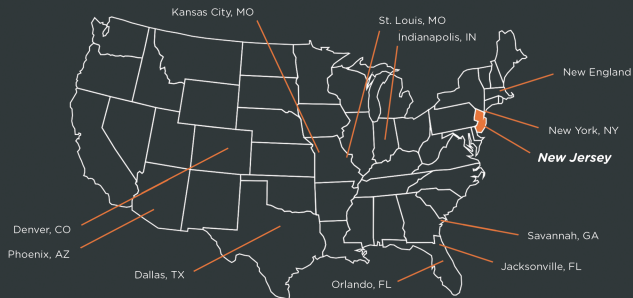 Kansas City, MO
St. Louis, MO
Indianapolis, IN
New England
New York, NY
New Jersey
Denver, CO
Phoenix, AZ
Savannah, GA
Jacksonville, FL
Dallas, TX
Orlando, FL